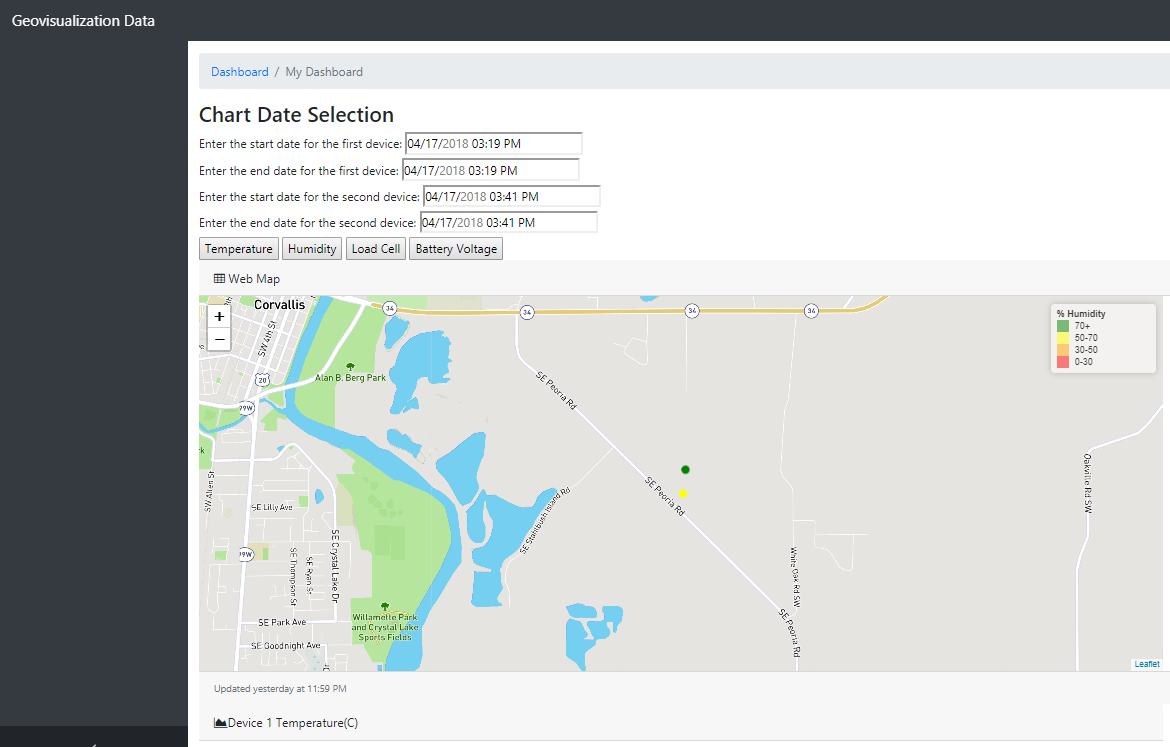 Geovisualization Data
Dashboard / My Dashboard
Chart Date Selection
Enter the start date for the first device: 04/17/2018 03:19 PM
Enter the end date for the first device: 04/17/2018 03:19 PM
Enter the start date for the second device: 04/17/2018 03:41 PM
Enter the end date for the second device: 04/17/2018 03:41 PM
Temperature Humidity Load Cell Battery Voltage
Web Map
+
−
Corvallis
34
34
34
34
% Humidity
70+
50-70
30-50
0-30
SW 4th St
20
Alan B. Berg Park
99W
SE Peoria Rd
SW Allen St
SE Lilly Ave
SE Crystal Lake Dr
SE Stahlbush Island Rd
SE Peoria Rd
Oakville Rd SW
99W
SE Thompson St
SE Ryan St
White Oak Rd SW
SE Park Ave
Willamette Park
and Crystal Lake
Sports Fields
SE Peoria Rd
SE Goodnight Ave
Leaflet
Updated yesterday at 11:59 PM
Device 1 Temperature(C)